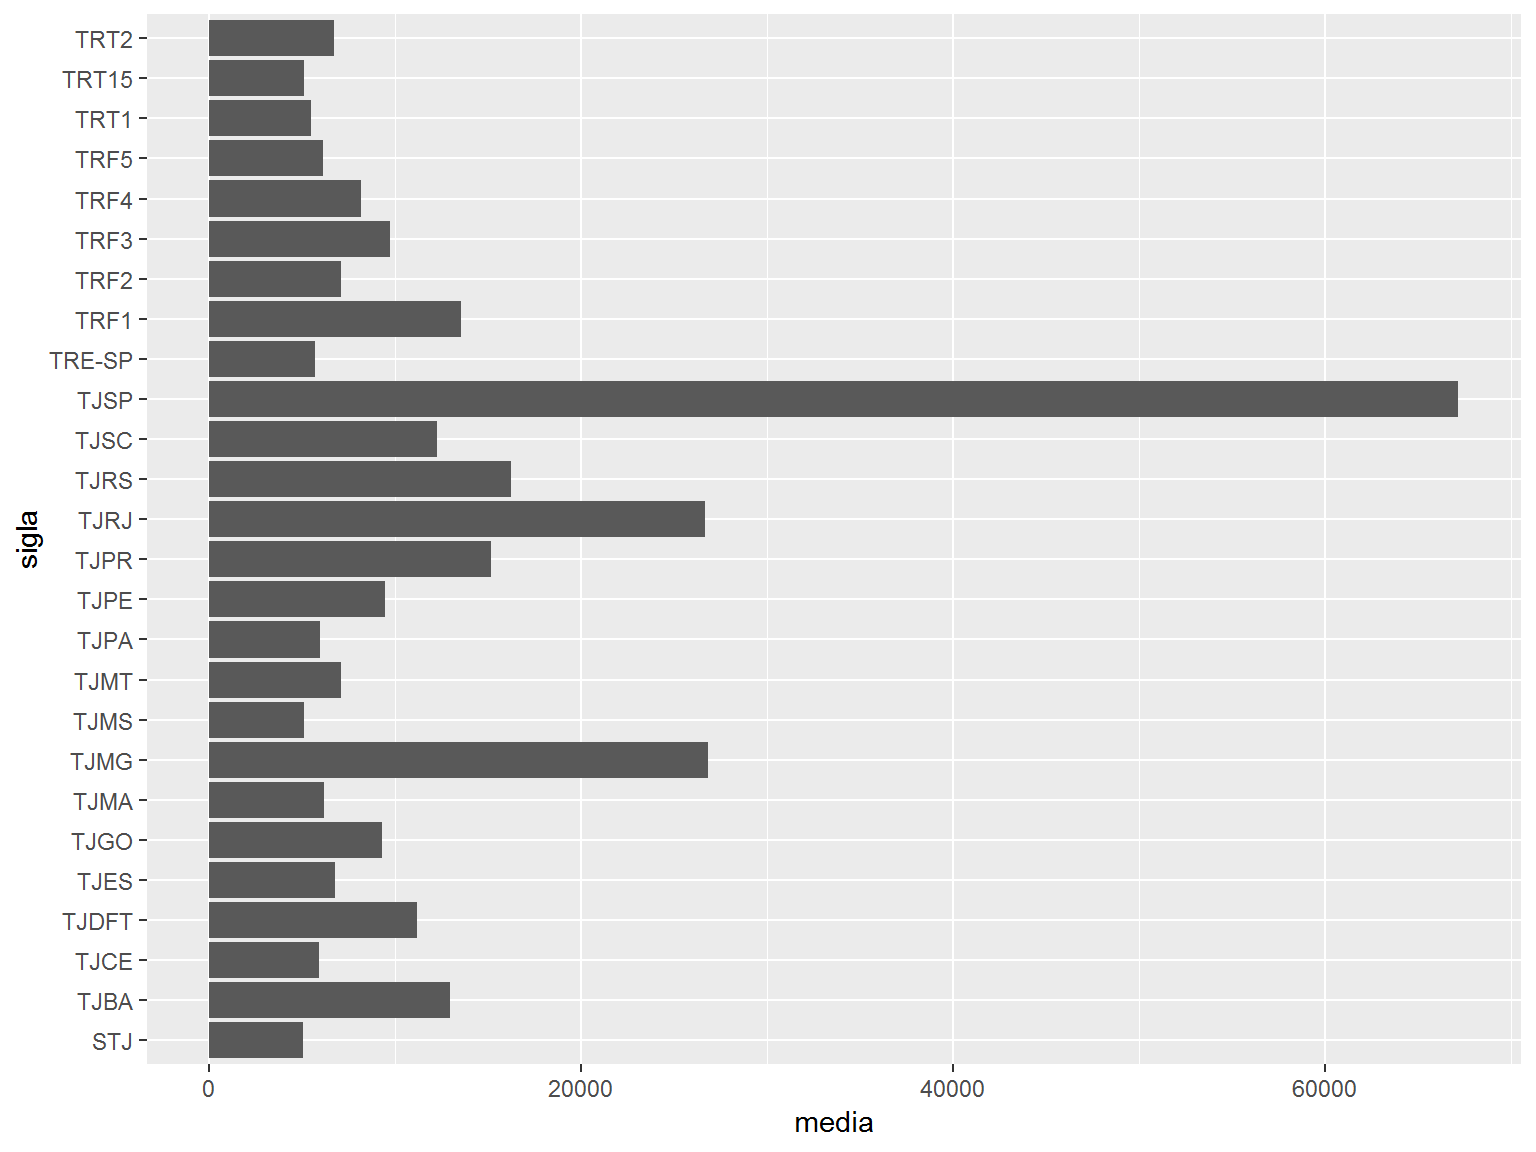 TRT2
TRT15
TRT1
TRF5
TRF4
TRF3
TRF2
TRF1
TRE-SP
TJSP
TJSC
TJRS
TJRJ
TJPR
TJPE
TJPA
TJMT
TJMS
TJMG
TJMA
TJGO
TJES
TJDFT
TJCE
TJBA
STJ
sigla
0 20000 40000 60000
media